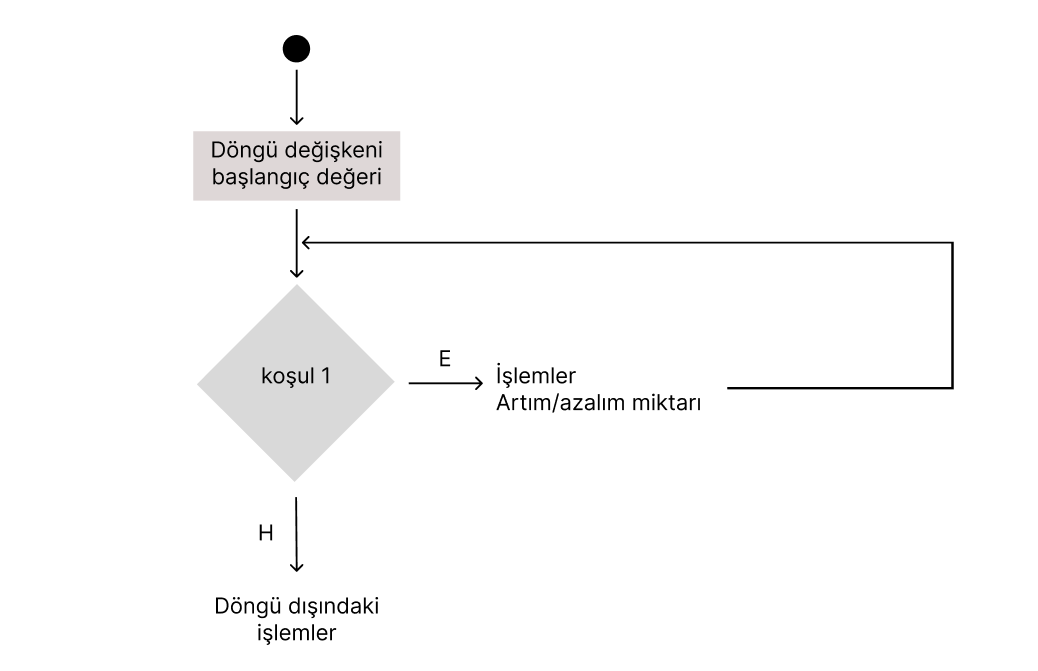 Döngü değişkeni
başlangıç değeri
koşul 1
E
İşlemler
Artım/azalım miktarı
H
Döngü dışındaki
işlemler